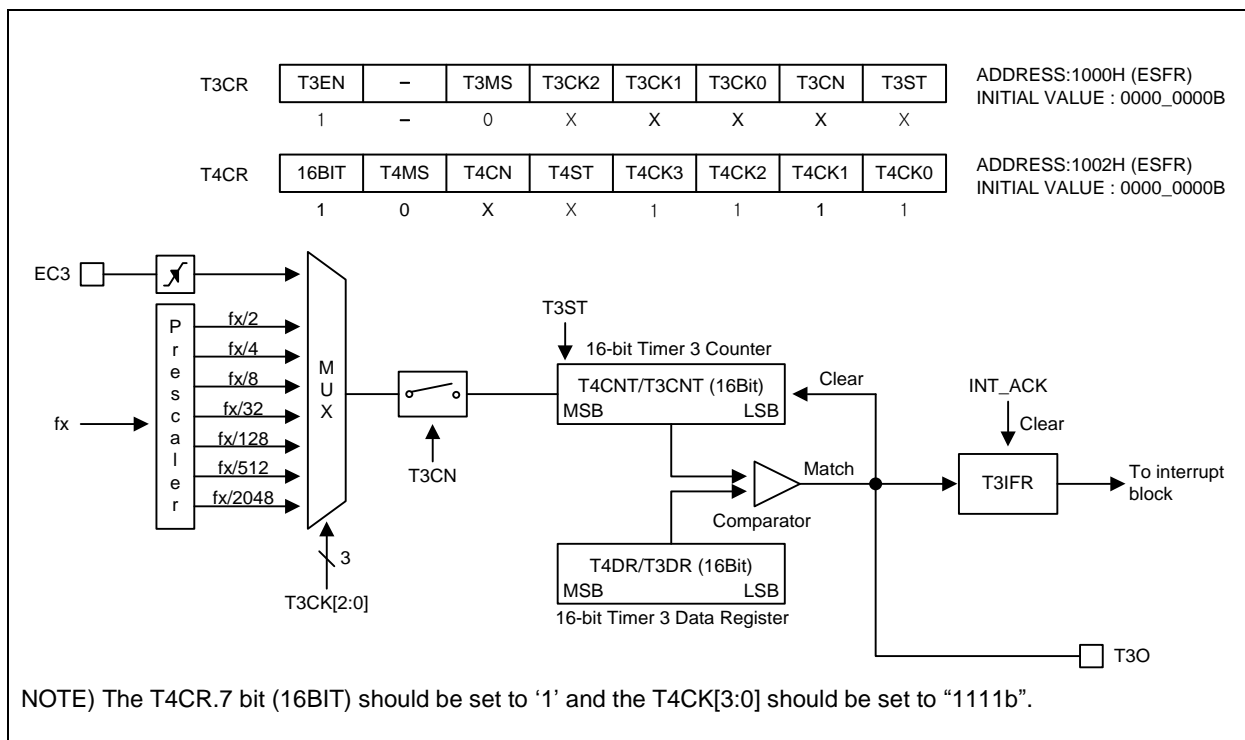 T3CR T3EN – T3MS T3CK2 T3CK1 T3CK0 T3CN T3ST
ADDRESS:1000H (ESFR)
INITIAL VALUE : 0000_0000B
1 – 0 X X X X X
T4CR 16BIT T4MS T4CN T4ST T4CK3 T4CK2 T4CK1 T4CK0
ADDRESS:1002H (ESFR)
INITIAL VALUE : 0000_0000B
1 0 X X 1 1 1 1
EC3
fx
Prescaler
fx/2
fx/4
fx/8
fx/32
fx/128
fx/512
fx/2048
MUX
3
T3CK[2:0]
T3CN
T3ST
16-bit Timer 3 Counter
T4CNT/T3CNT (16Bit)
MSB LSB
Clear
Comparator
Match
T4DR/T3DR (16Bit)
MSB LSB
16-bit Timer 3 Data Register
INT_ACK
Clear
T3IFR
To interrupt
block
T3O
NOTE) The T4CR.7 bit (16BIT) should be set to ‘1’ and the T4CK[3:0] should be set to “1111b”.